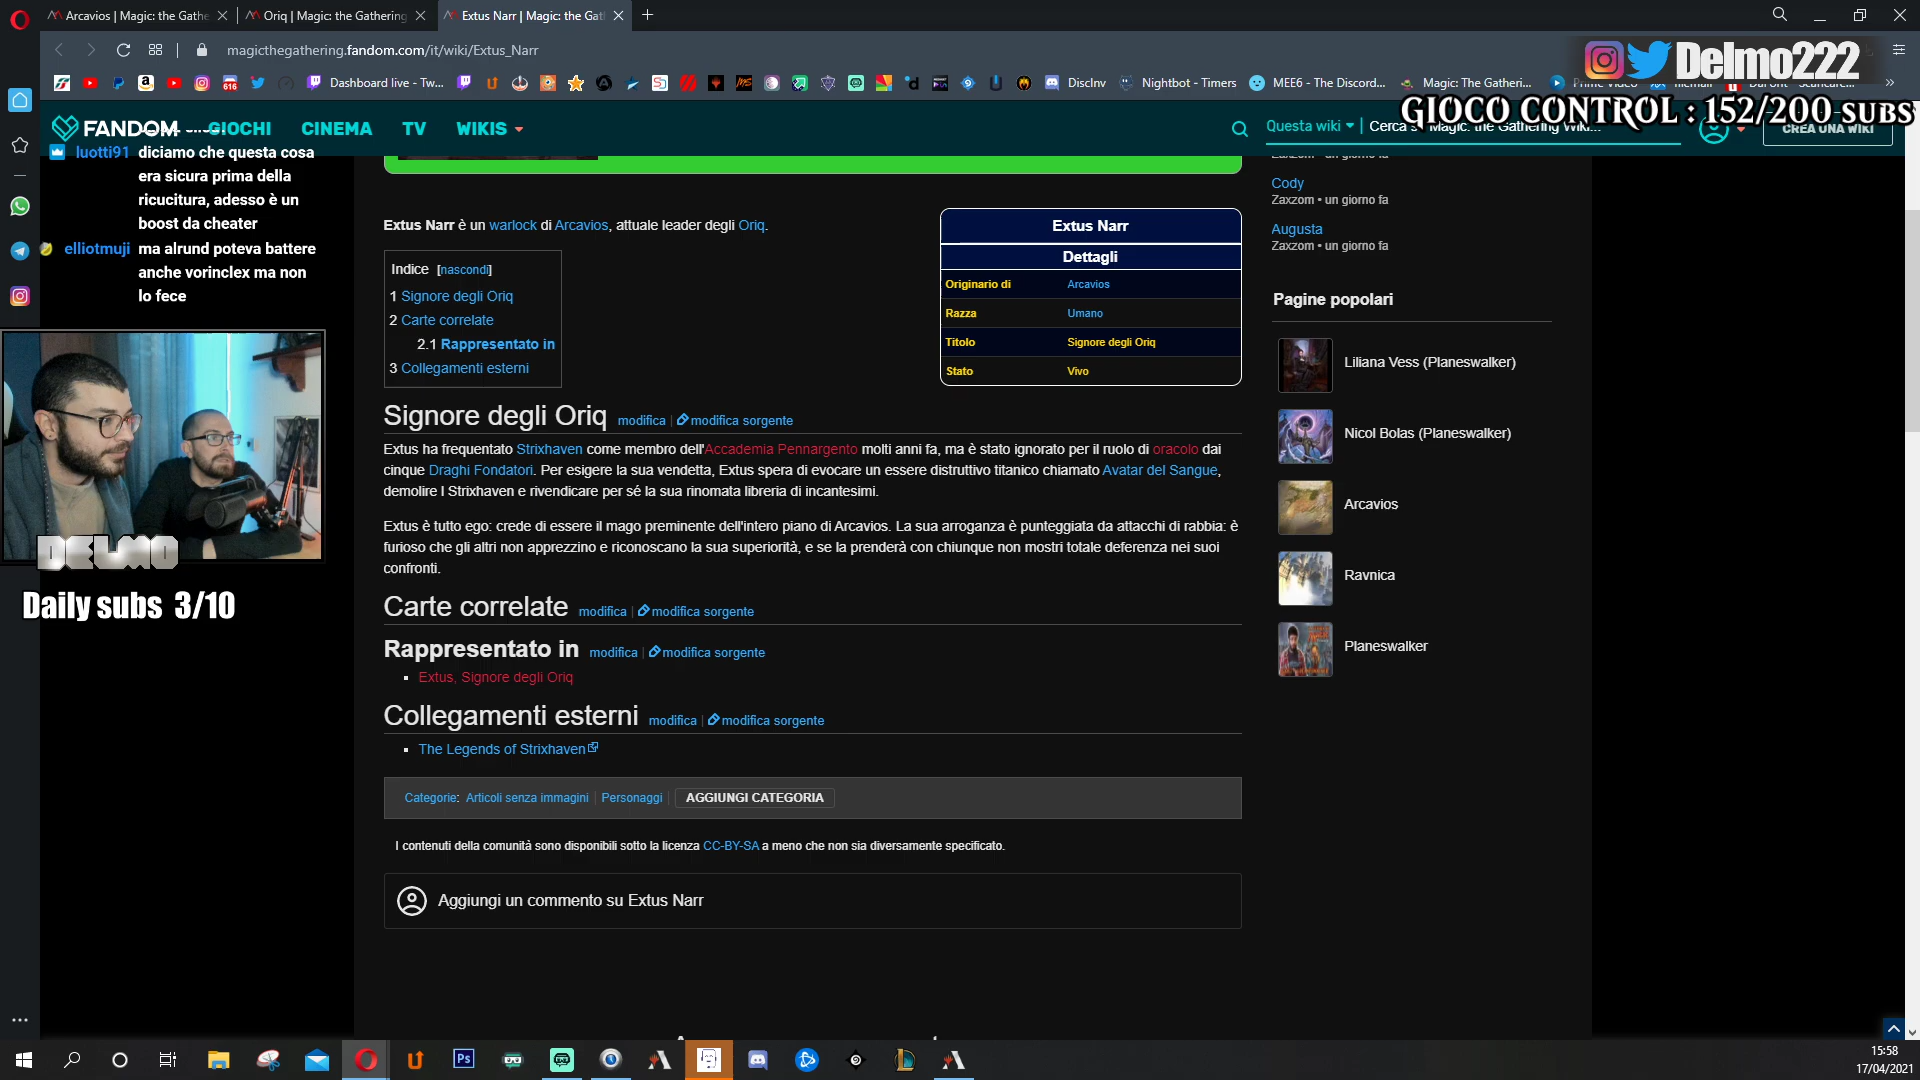 Arcavios | Magic: the Gathe
Oriq | Magic: the Gathering
Extus Narr | Magic: the Gat
magicthegathering.fandom.com/it/wiki/Extus_Narr
Delmo222
Dashboard live - Tw...
DiscInv
Nightbot - Timers
MEE6 - The Discord...
Magic: The Gatheri...
GIOCO CONTROL : 152/200 SUBS
FANDOM
GIOCHI
CINEMA
TV
WIKIS
Questa wiki
CREA UNA WIKI
luotti91 diciamo che questa cosa
era sicura prima della
ricucitura, adesso è un
boost da cheater
elliotmuji ma alrund poteva battere
anche vorinclex ma non
lo fece
DELMO
Daily subs 3/10
Extus Narr è un warlock di Arcavios, attuale leader degli Oriq.
Indice [nascondi]
1 Signore degli Oriq
2 Carte correlate
2.1 Rappresentato in
3 Collegamenti esterni
Extus Narr
Dettagli
Originario di Arcavios
Razza Umano
Titolo Signore degli Oriq
Stato Vivo
Signore degli Oriq modifica | modifica sorgente
Extus ha frequentato Strixhaven come membro dell'Accademia Pennargento molti anni fa, ma è stato ignorato per il ruolo di oracolo dai
cinque Draghi Fondatori. Per esigere la sua vendetta, Extus spera di evocare un essere distruttivo titanico chiamato Avatar del Sangue,
demolire l Strixhaven e rivendicare per sé la sua rinomata libreria di incantesimi.
Extus è tutto ego: crede di essere il mago preminente dell'intero piano di Arcavios. La sua arroganza è punteggiata da attacchi di rabbia: è
furioso che gli altri non apprezzino e riconoscano la sua superiorità, e se la prenderà con chiunque non mostri totale deferenza nei suoi
confronti.
Carte correlate modifica | modifica sorgente
Rappresentato in modifica | modifica sorgente
Extus, Signore degli Oriq
Collegamenti esterni modifica | modifica sorgente
The Legends of Strixhaven
Categorie: Articoli senza immagini Personaggi AGGIUNGI CATEGORIA
I contenuti della comunità sono disponibili sotto la licenza CC-BY-SA a meno che non sia diversamente specificato.
Aggiungi un commento su Extus Narr
Zaxzom • un giorno fa
Cody
Zaxzom • un giorno fa
Augusta
Zaxzom • un giorno fa
Pagine popolari
Liliana Vess (Planeswalker)
Nicol Bolas (Planeswalker)
Arcavios
Ravnica
Planeswalker
15:58
17/04/2021